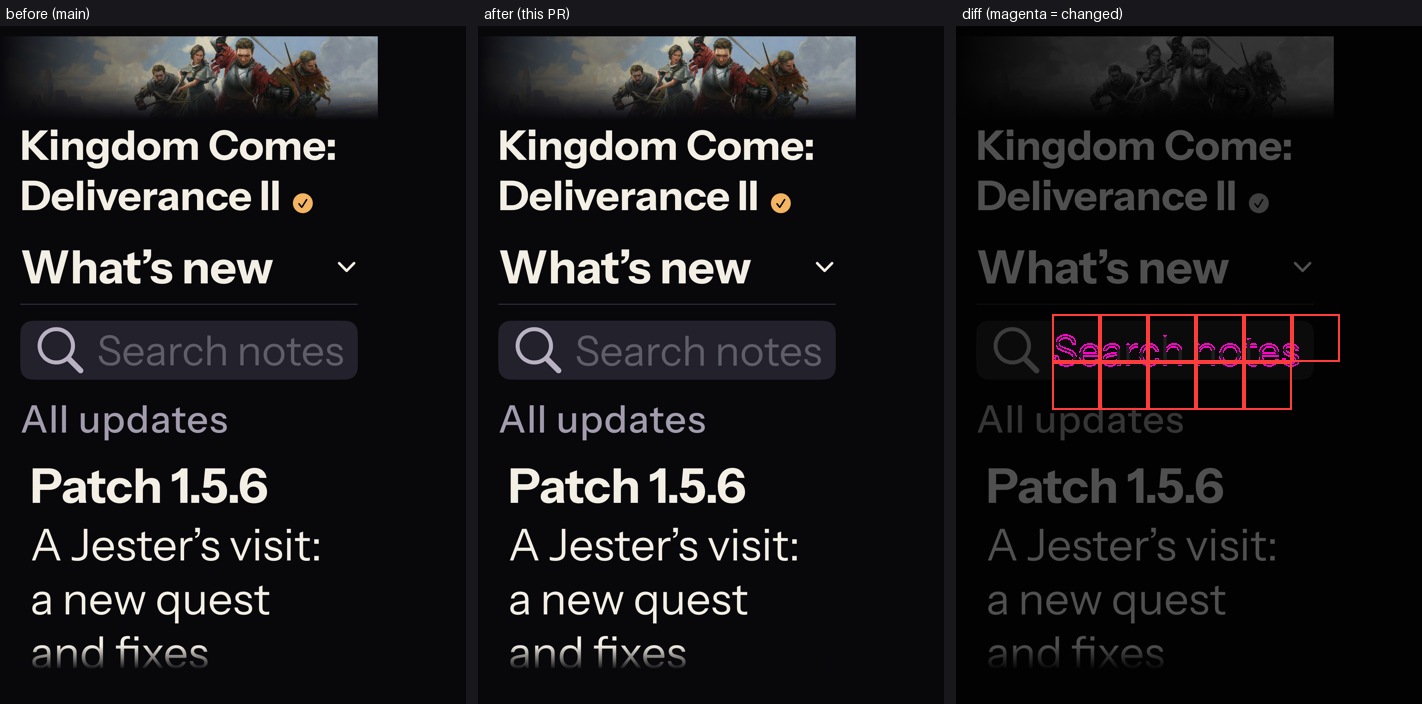 before (main)
Kingdom Come:
Deliverance II
What’s new
Search notes
All updates
Patch 1.5.6
A Jester’s visit:
a new quest
and fixes
after (this PR)
Kingdom Come:
Deliverance II
What’s new
Search notes
All updates
Patch 1.5.6
A Jester’s visit:
a new quest
and fixes
diff (magenta = changed)
Kingdom Come:
Deliverance II
What’s new
Search notes
All updates
Patch 1.5.6
A Jester’s visit:
a new quest
and fixes